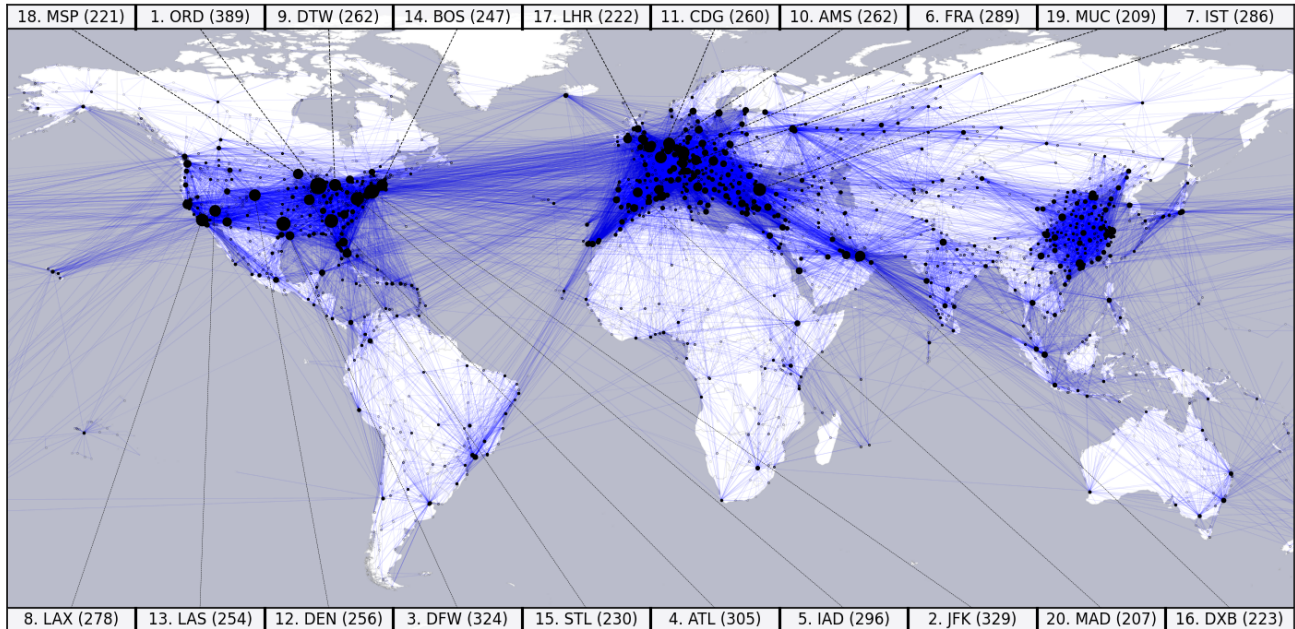 18. MSP (221) 1. ORD (389) 9. DTW (262) 14. BOS (247) 17. LHR (222) 11. CDG (260) 10. AMS (262) 6. FRA (289) 19. MUC (209) 7. IST (286)
8. LAX (278) 13. LAS (254) 12. DEN (256) 3. DFW (324) 15. STL (230) 4. ATL (305) 5. IAD (296) 2. JFK (329) 20. MAD (207) 16. DXB (223)